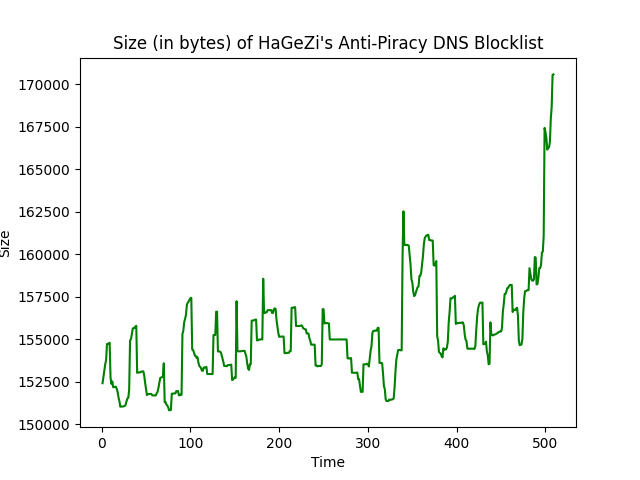 Size (in bytes) of HaGeZi's Anti-Piracy DNS Blocklist
170000
167500
165000
162500
160000
157500
155000
152500
150000
Size
0 100 200 300 400 500
Time